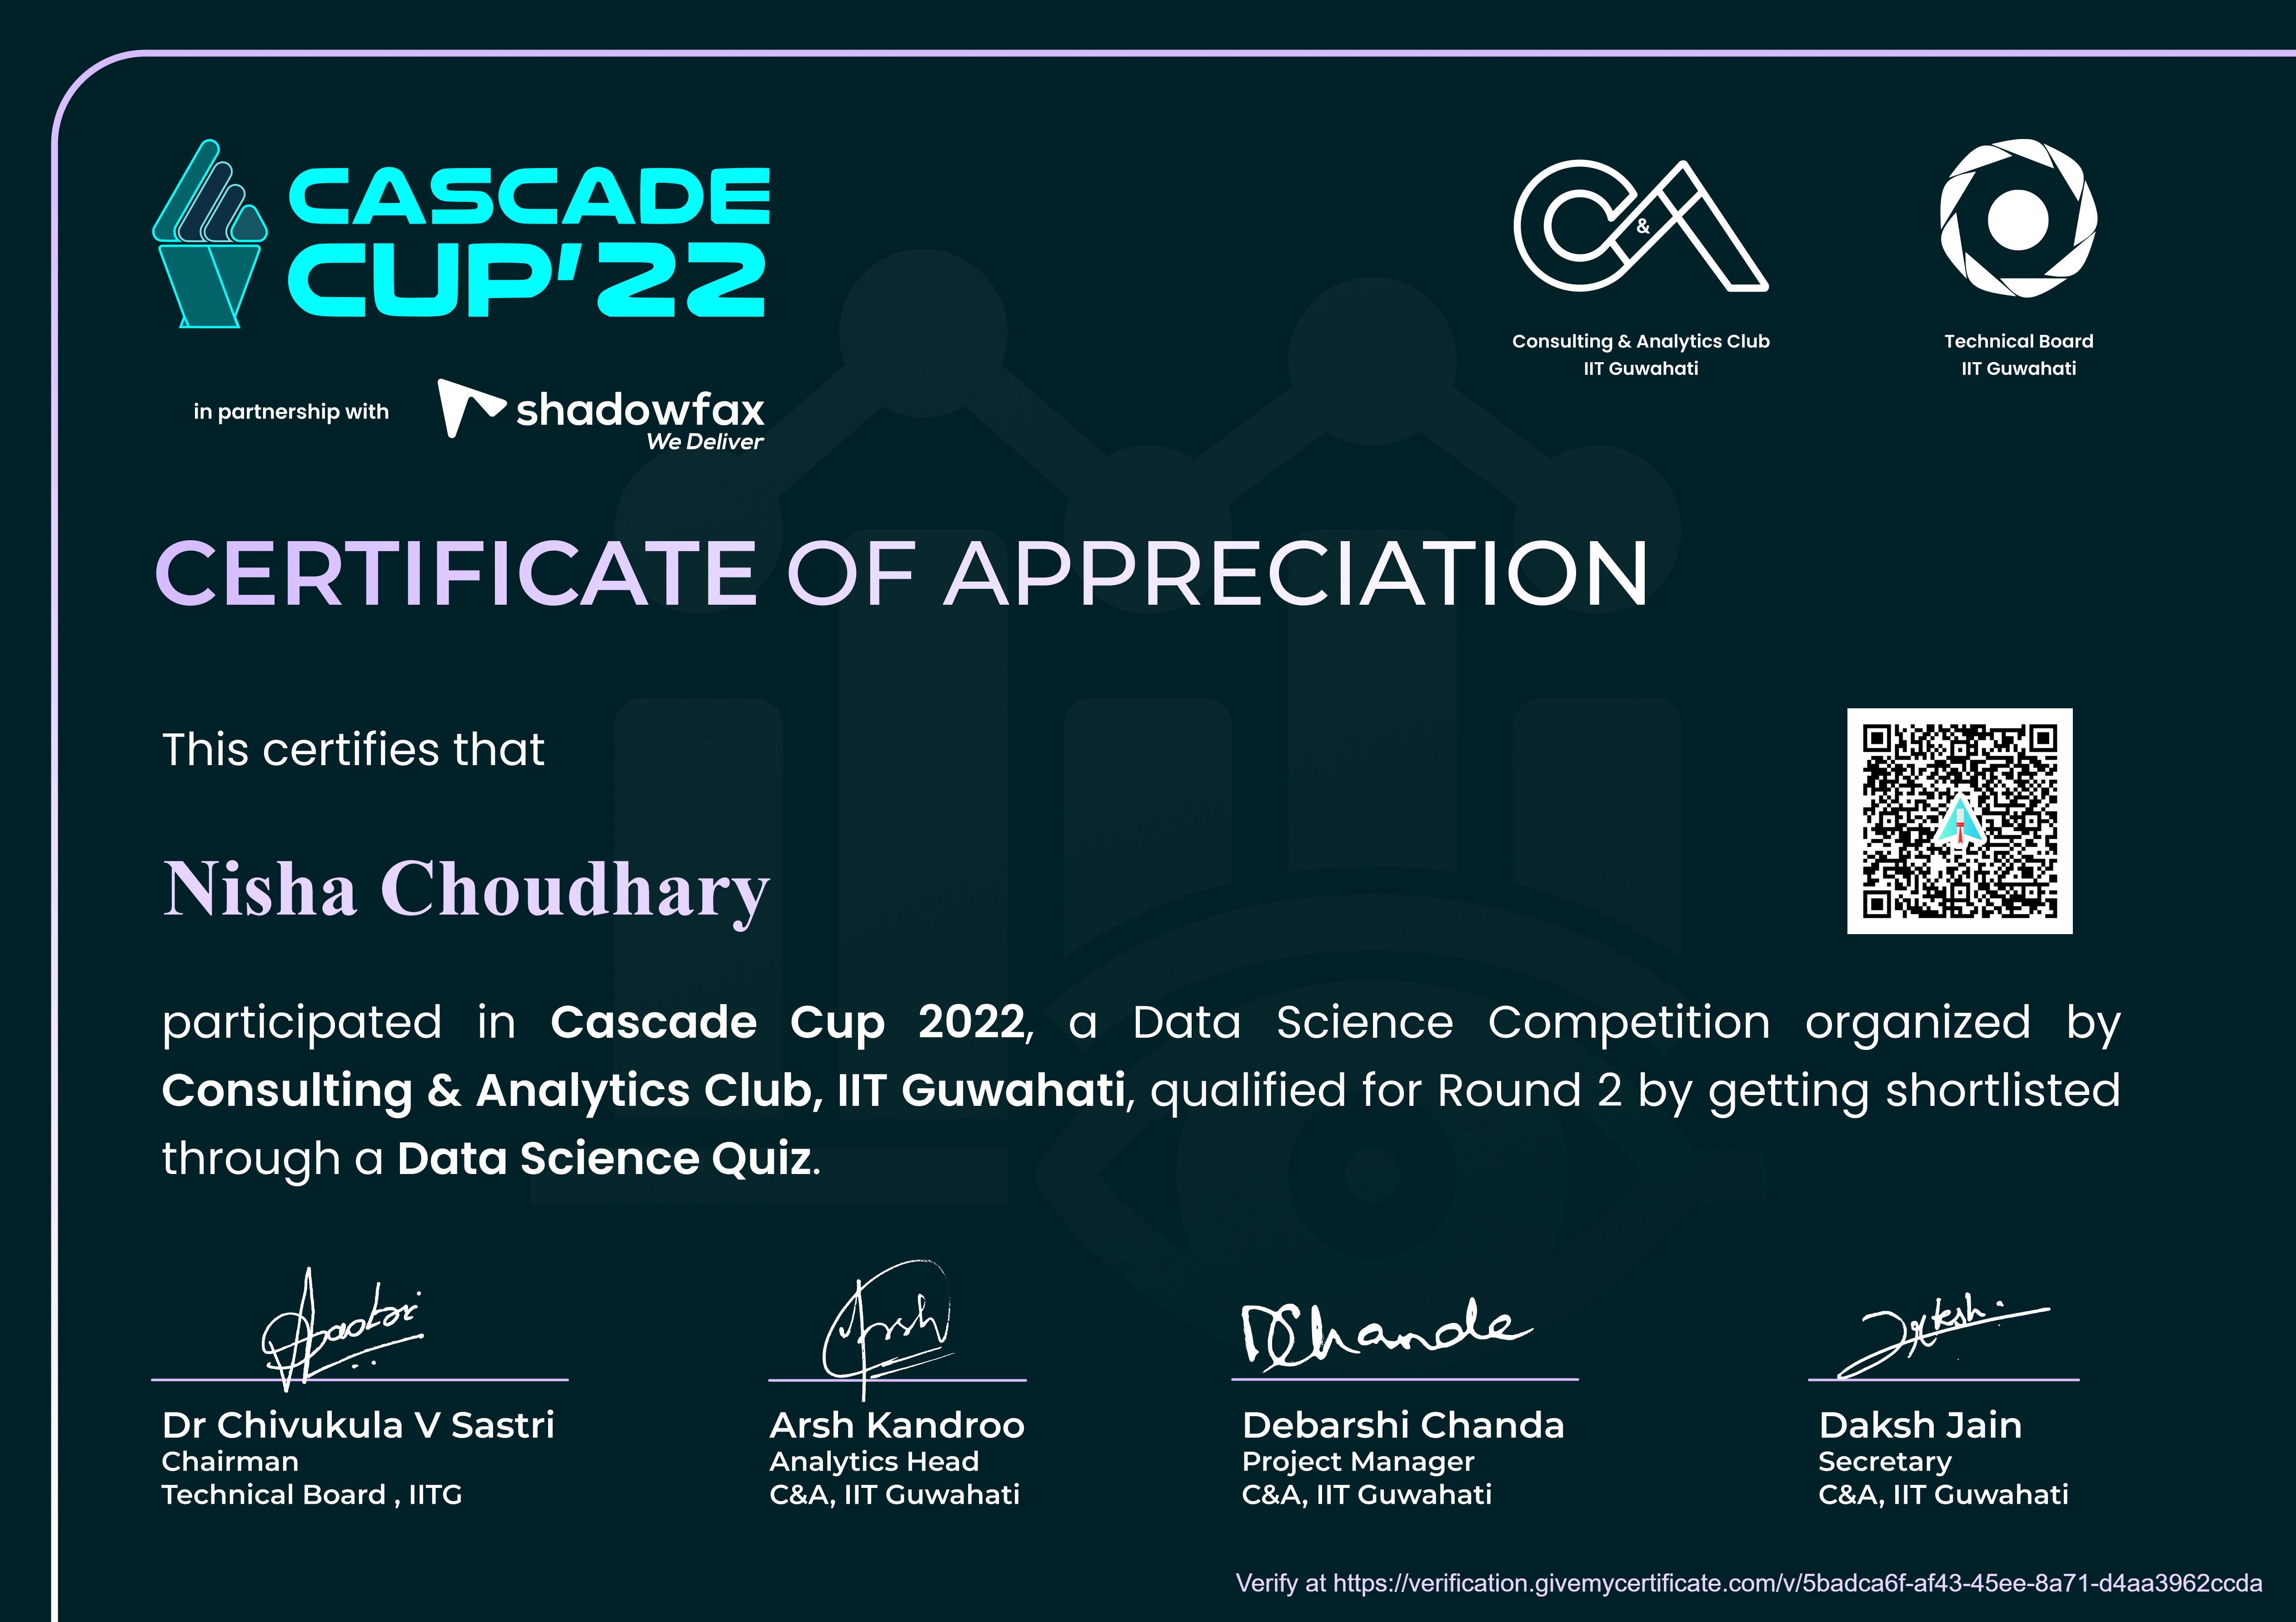 CASCADE
CUP'22
in partnership with
shadowfax
We Deliver
&
Consulting & Analytics Club
IIT Guwahati
Technical Board
IIT Guwahati
CERTIFICATE OF APPRECIATION
This certifies that
Nisha Choudhary
participated in Cascade Cup 2022, a Data Science Competition organized by
Consulting & Analytics Club, IIT Guwahati, qualified for Round 2 by getting shortlisted
through a Data Science Quiz.
Sastri
Arsh
DChanda
Daksh
Dr Chivukula V Sastri
Chairman
Technical Board , IITG
Arsh Kandroo
Analytics Head
C&A, IIT Guwahati
Debarshi Chanda
Project Manager
C&A, IIT Guwahati
Daksh Jain
Secretary
C&A, IIT Guwahati
Verify at https://verification.givemycertificate.com/v/5badca6f-af43-45ee-8a71-d4aa3962ccda